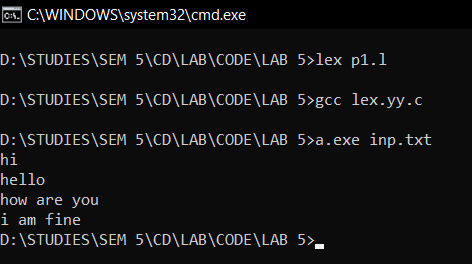 C:\WINDOWS\system32\cmd.exe
D:\STUDIES\SEM 5\CD\LAB\CODE\LAB 5>lex p1.l
D:\STUDIES\SEM 5\CD\LAB\CODE\LAB 5>gcc lex.yy.c
D:\STUDIES\SEM 5\CD\LAB\CODE\LAB 5>a.exe inp.txt
hi
hello
how are you
i am fine
D:\STUDIES\SEM 5\CD\LAB\CODE\LAB 5>